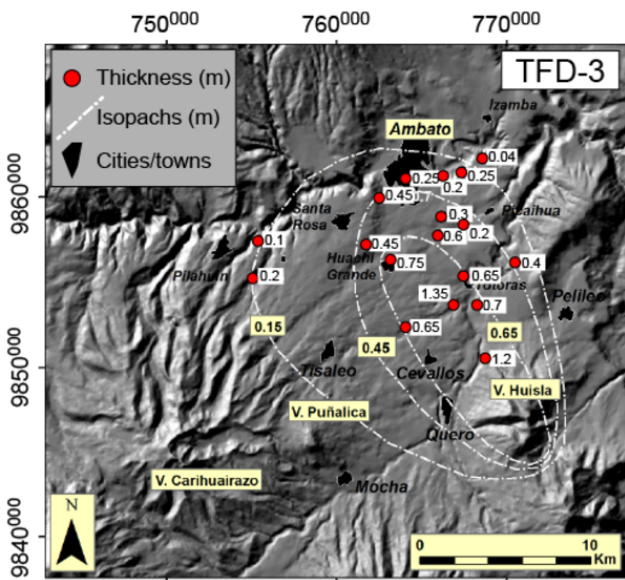 750000 760000 770000
TFD-3
Thickness (m)
Isopachs (m)
Cities/towns
Izamba
Ambato
0.04
0.25
0.25
0.2
0.45
9860000
Santa
Rosa
0.3
Picaihua
0.2
0.6
0.1
0.45
Pilahuín
Huachi
Grande
0.75
0.4
0.2
0.65
1.35
0.7
Pelileo
0.15
0.65
0.65
0.45
1.2
9850000
Tisaleo
Cevallos
V. Huisla
V. Puñalica
Quero
V. Carihuairazo
Mocha
N
0 10
Km
9840000